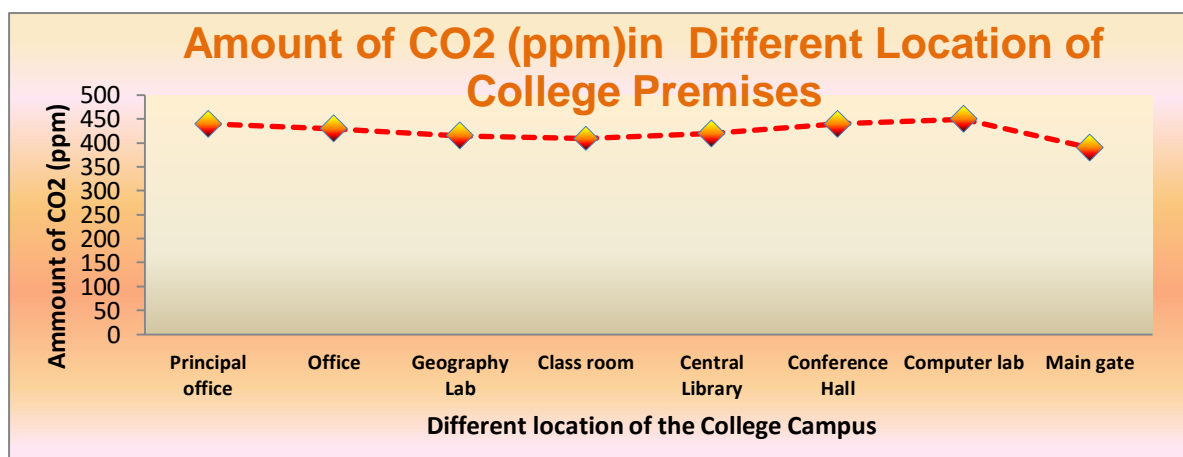 Amount of CO2 (ppm)in Different Location of
College Premises
Ammount of CO2 (ppm)
500
450
400
350
300
250
200
150
100
50
0
Principal
office
Office
Geography
Lab
Class room
Central
Library
Conference
Hall
Computer lab
Main gate
Different location of the College Campus